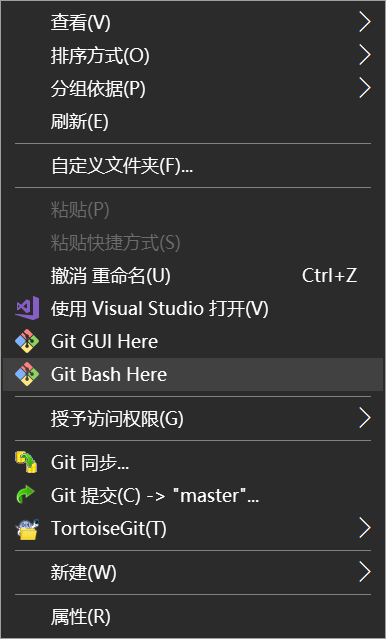 查看(V)
排序方式(O)
分组依据(P)
刷新(E)
自定义文件夹(F)...
粘贴(P)
粘贴快捷方式(S)
撤消 重命名(U) Ctrl+Z
使用 Visual Studio 打开(V)
Git GUI Here
Git Bash Here
授予访问权限(G)
Git 同步...
Git 提交(C) -> "master"...
TortoiseGit(T)
新建(W)
属性(R)